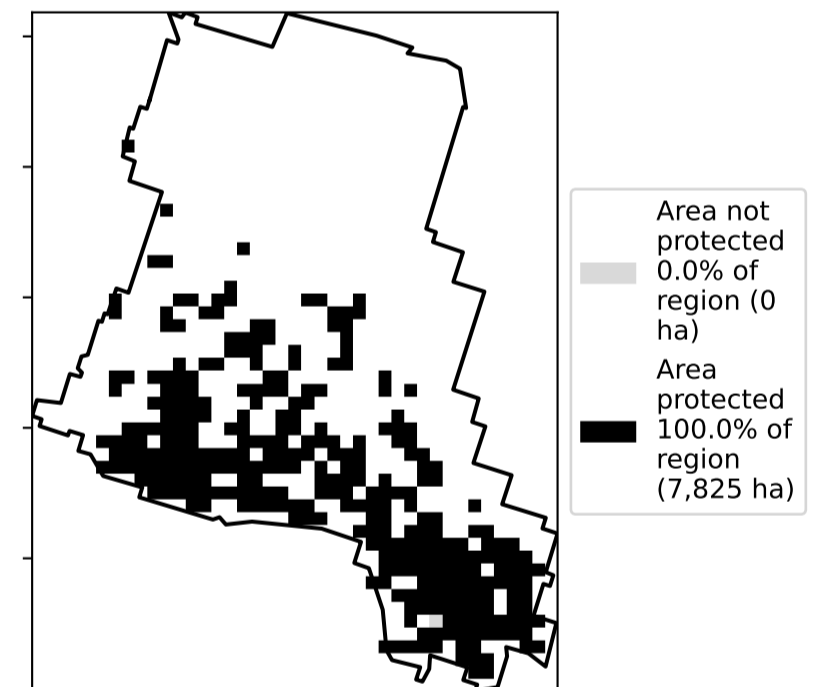 Area not
protected
0.0% of
region (0
ha)
Area
protected
100.0% of
region
(7,825 ha)